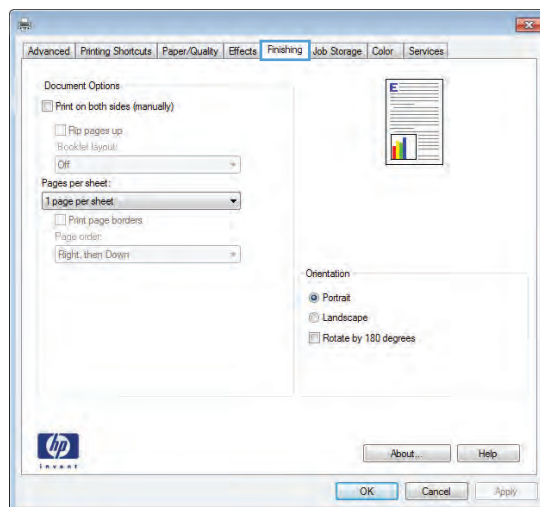 Advanced Printing Shortcuts Paper/Quality Effects Finishing Job Storage Color Services
Document Options
Print on both sides (manually)
Flip pages up
Booklet layout:
Off
Pages per sheet:
1 page per sheet
Print page borders
Page order:
Right, then Down
E
Orientation
Portrait
Landscape
Rotate by 180 degrees
hp
invent
About... Help
OK Cancel Apply